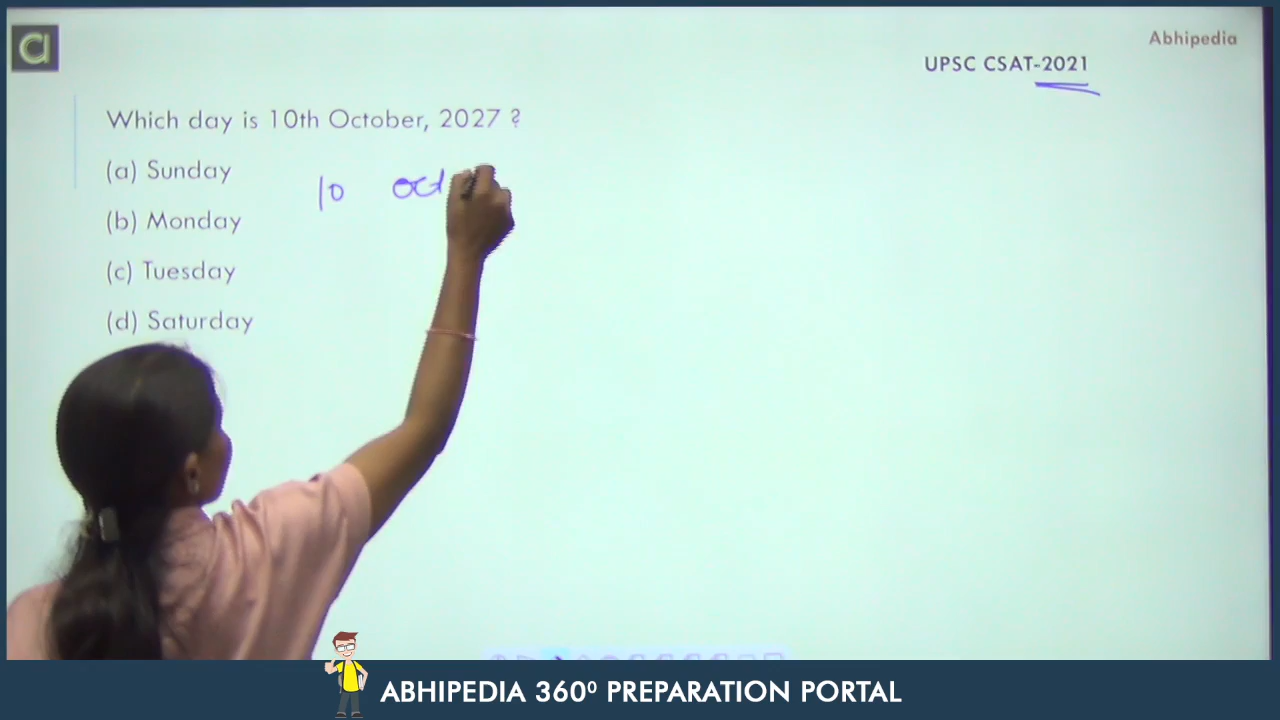 Abhipedia
UPSC CSAT-2021
Which day is 10th October, 2027 ?
(a) Sunday
10 oct
(b) Monday
(c) Tuesday
(d) Saturday
ABHIPEDIA 360⁰ PREPARATION PORTAL